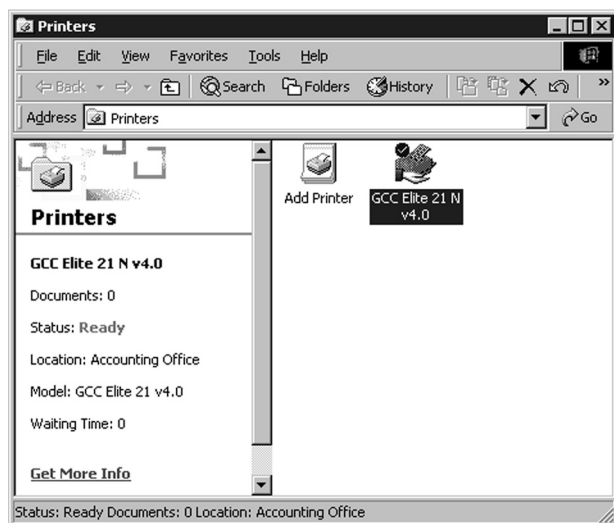 Printers
File Edit View Favorites Tools Help
Back Search Folders History »
Address Printers Go
Printers
GCC Elite 21 N v4.0
Documents: 0
Status: Ready
Location: Accounting Office
Model: GCC Elite 21 v4.0
Waiting Time: 0
Get More Info
Add Printer
GCC Elite 21 N
v4.0
Status: Ready Documents: 0 Location: Accounting Office